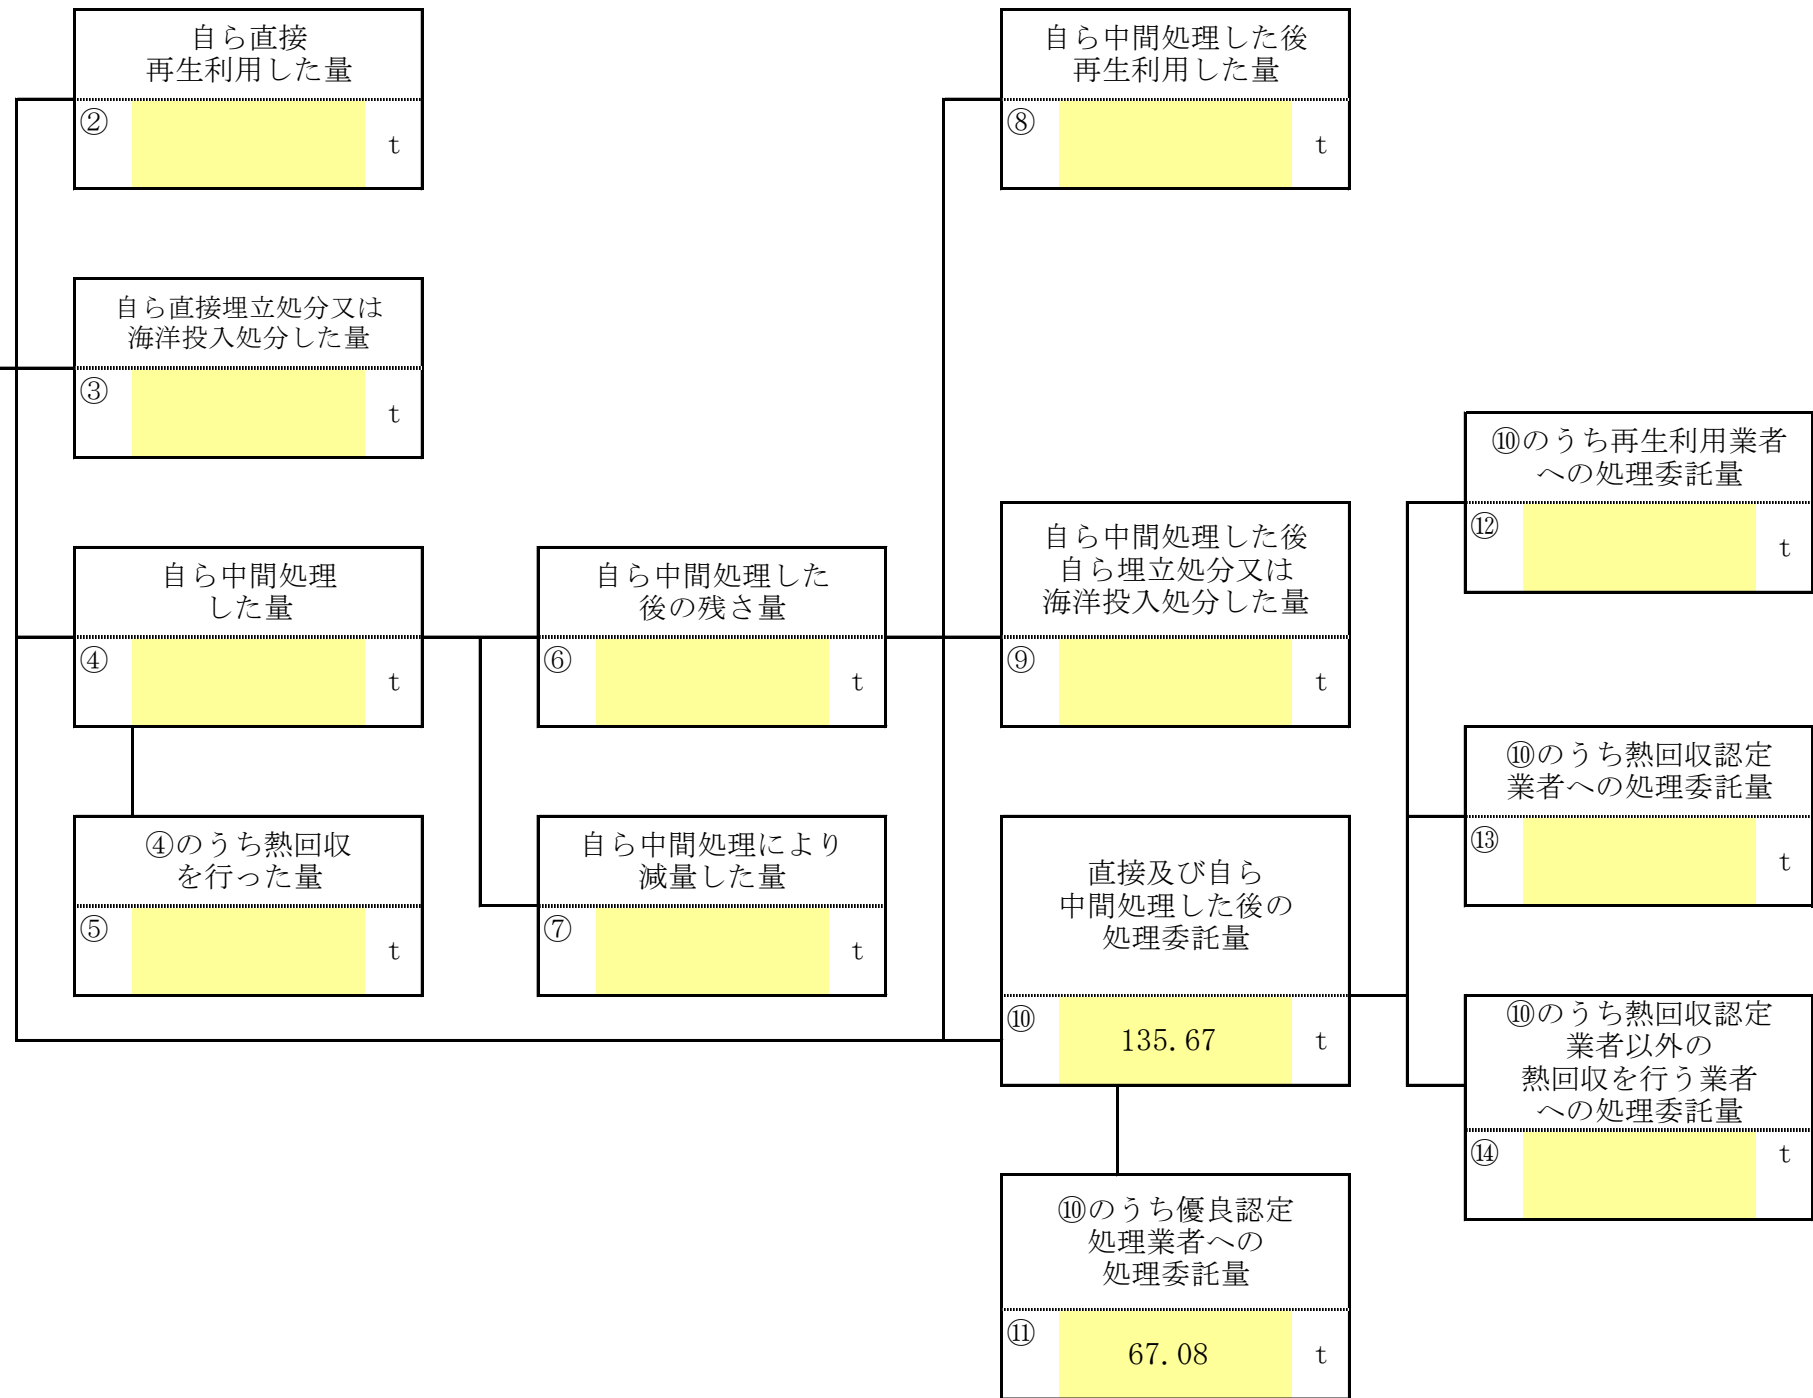 自ら直接
再生利用した量
②
t
自ら中間処理した後
再生利用した量
⑧
t
自ら直接埋立処分又は
海洋投入処分した量
③
t
⑩のうち再生利用業者
への処理委託量
⑫
t
自ら中間処理
した量
④
t
自ら中間処理した
後の残さ量
⑥
t
自ら中間処理した後
自ら埋立処分又は
海洋投入処分した量
⑨
t
⑩のうち熱回収認定
業者への処理委託量
⑬
t
④のうち熱回収
を行った量
⑤
t
自ら中間処理により
減量した量
⑦
t
直接及び自ら
中間処理した後の
処理委託量
⑩ 135.67 t
⑩のうち熱回収認定
業者以外の
熱回収を行う業者
への処理委託量
⑭
t
⑩のうち優良認定
処理業者への
処理委託量
⑪ 67.08 t